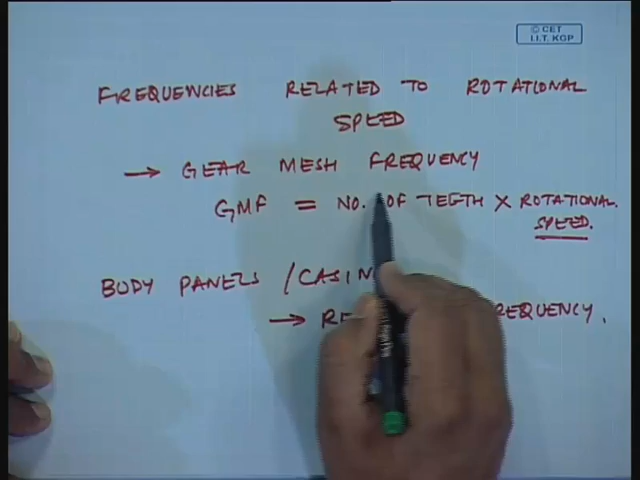 © CET
I.I.T. KGP
FREQUENCIES RELATED TO ROTATIONAL
SPEED
→ GEAR MESH FREQUENCY
GMF = NO. OF TEETH × ROTATIONAL
SPEED.
BODY PANELS / CASIN
→ RE REQUENCY.